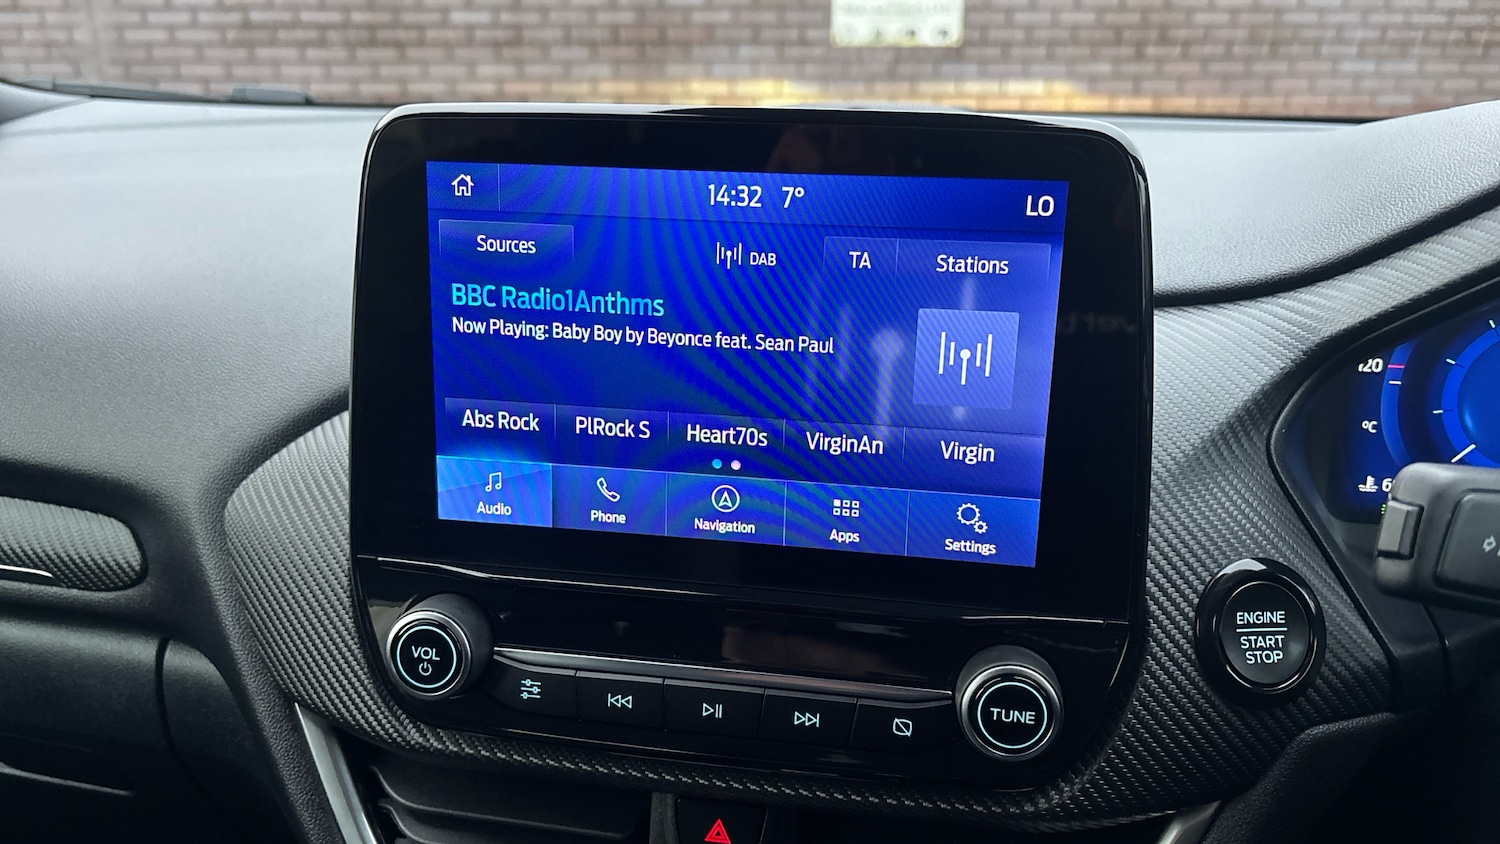 14:32 7° LO
Sources DAB TA Stations
BBC Radio1Anthms
Now Playing: Baby Boy by Beyonce feat. Sean Paul
Abs Rock PlRock S Heart70s VirginAn Virgin
Audio Phone Navigation Apps Settings
VOL
TUNE
ENGINE
START
STOP
120
°C